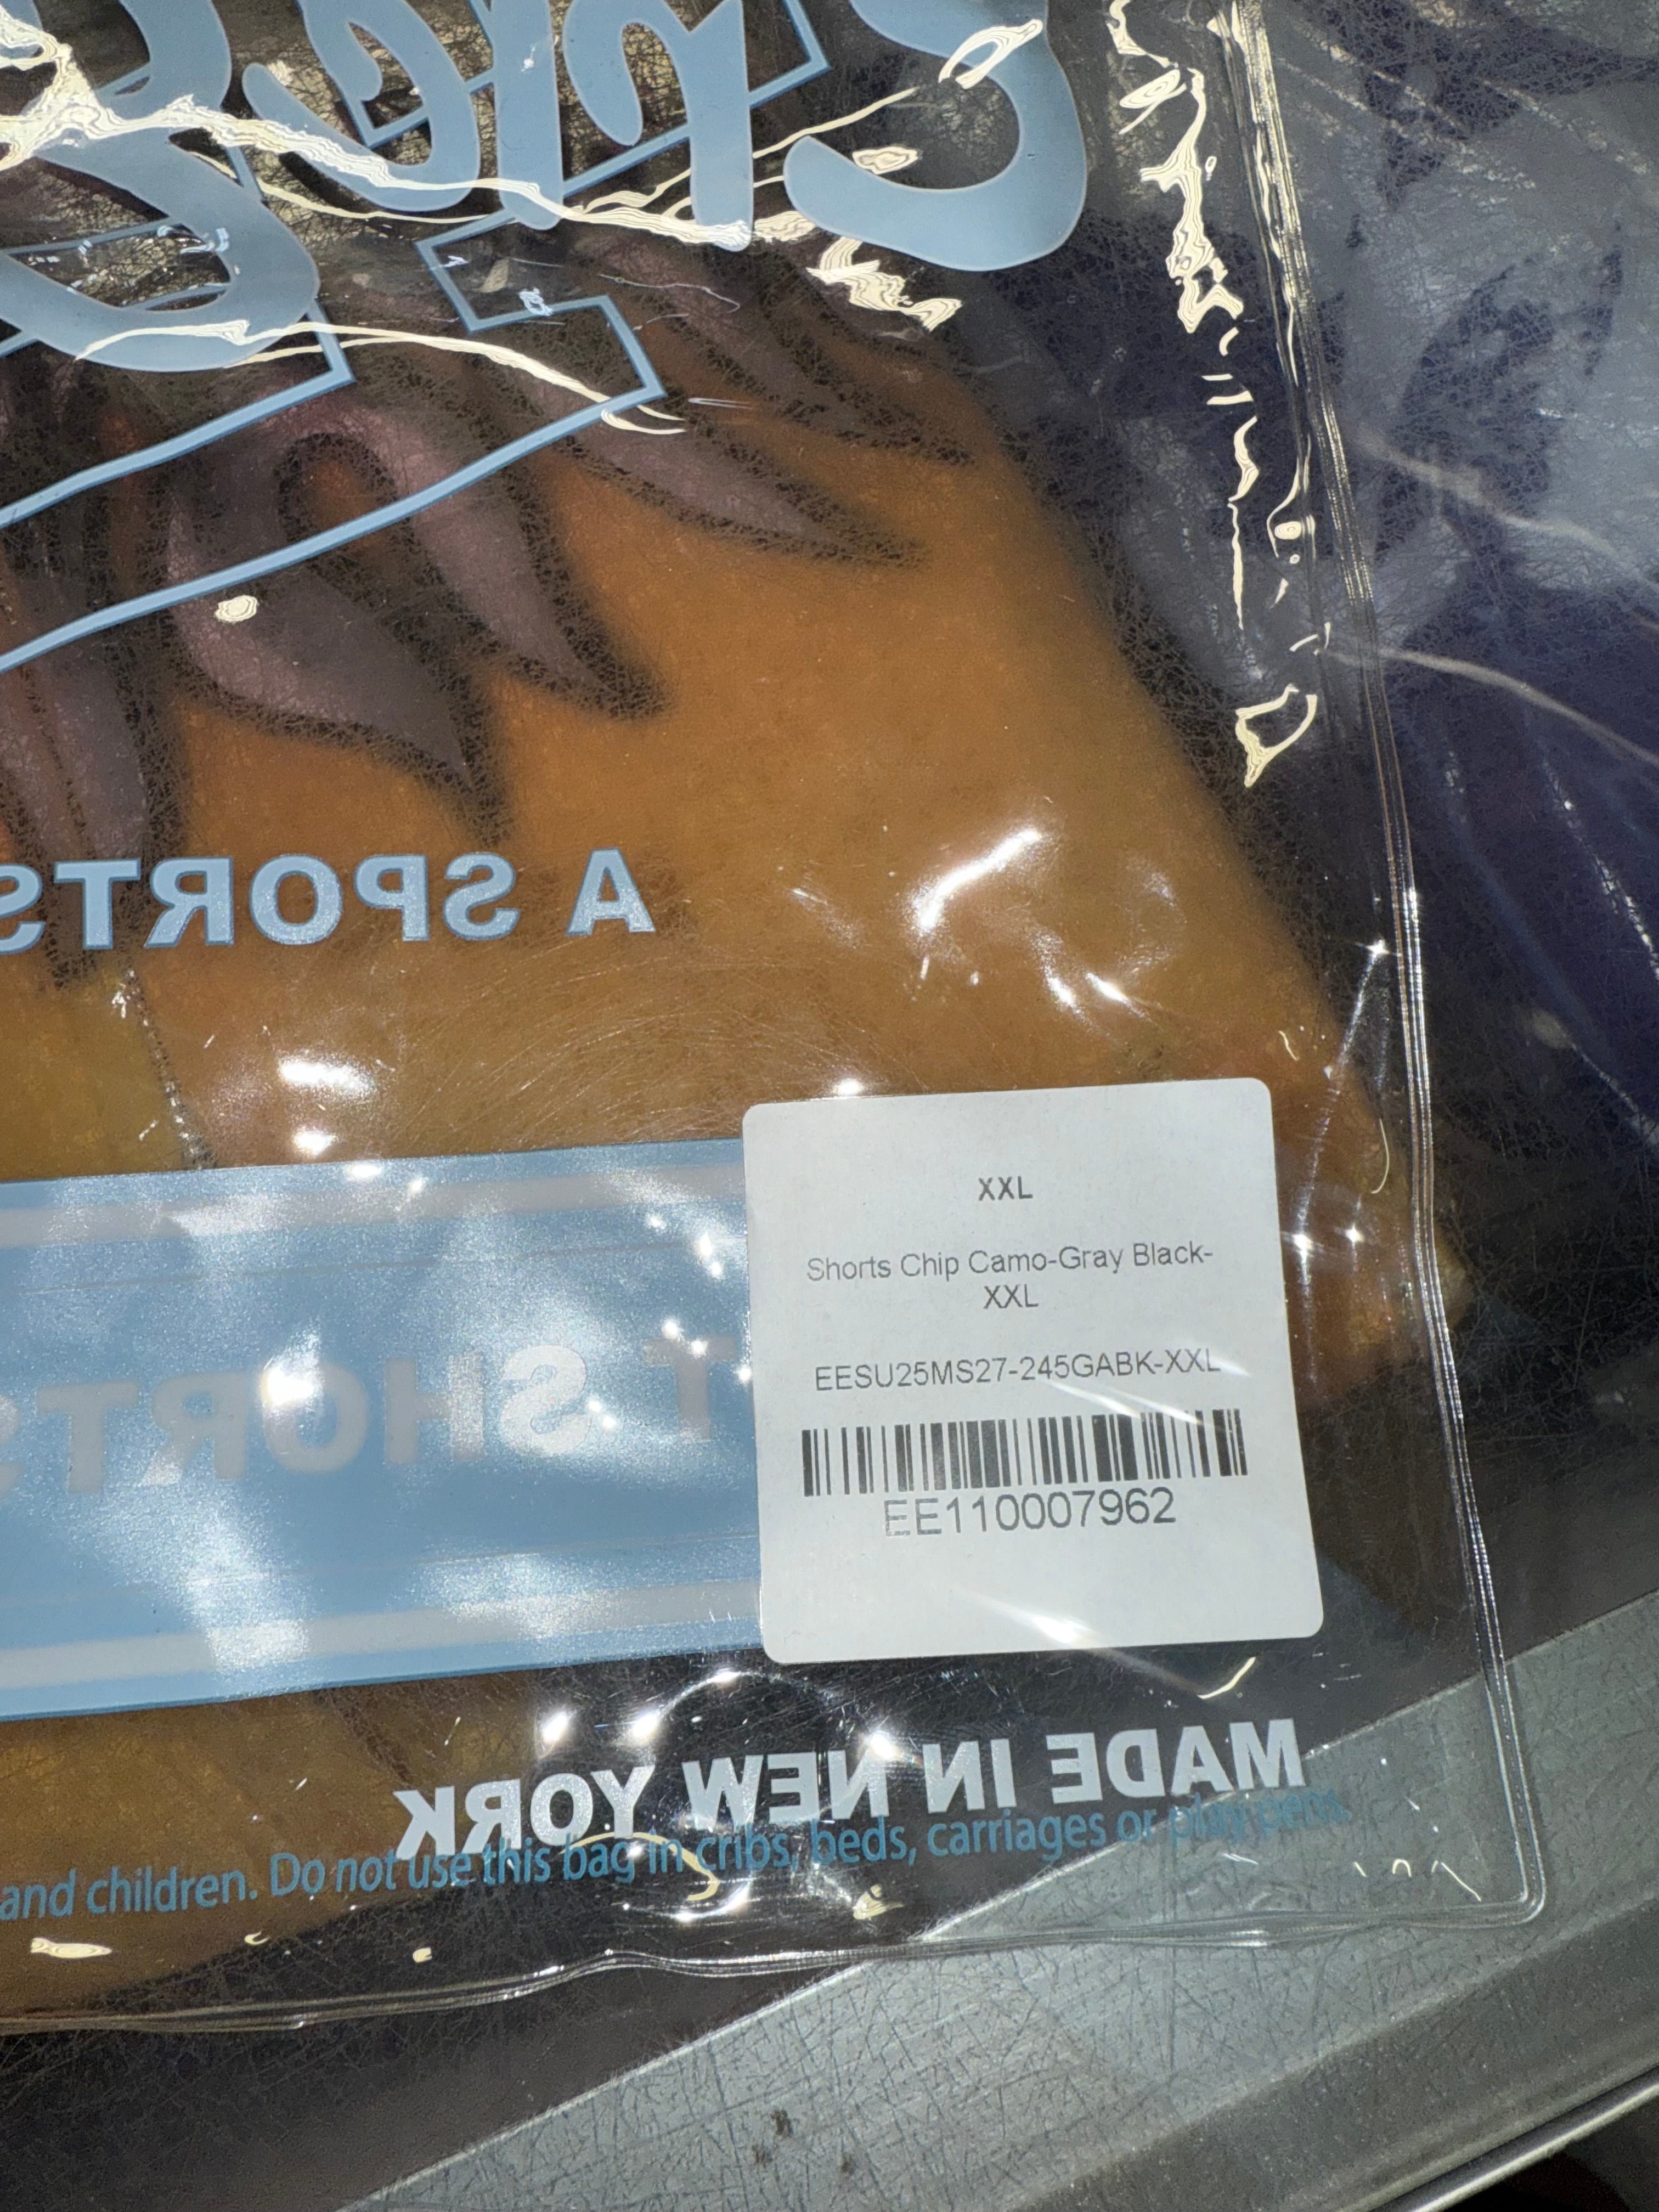 A SPORTS
XXL
Shorts Chip Camo-Gray Black-
XXL
EESU25MS27-245GABK-XXL
EE110007962
T SHORTS
MADE IN NEW YORK
and children. Do not use this bag in cribs, beds, carriages or play pens.